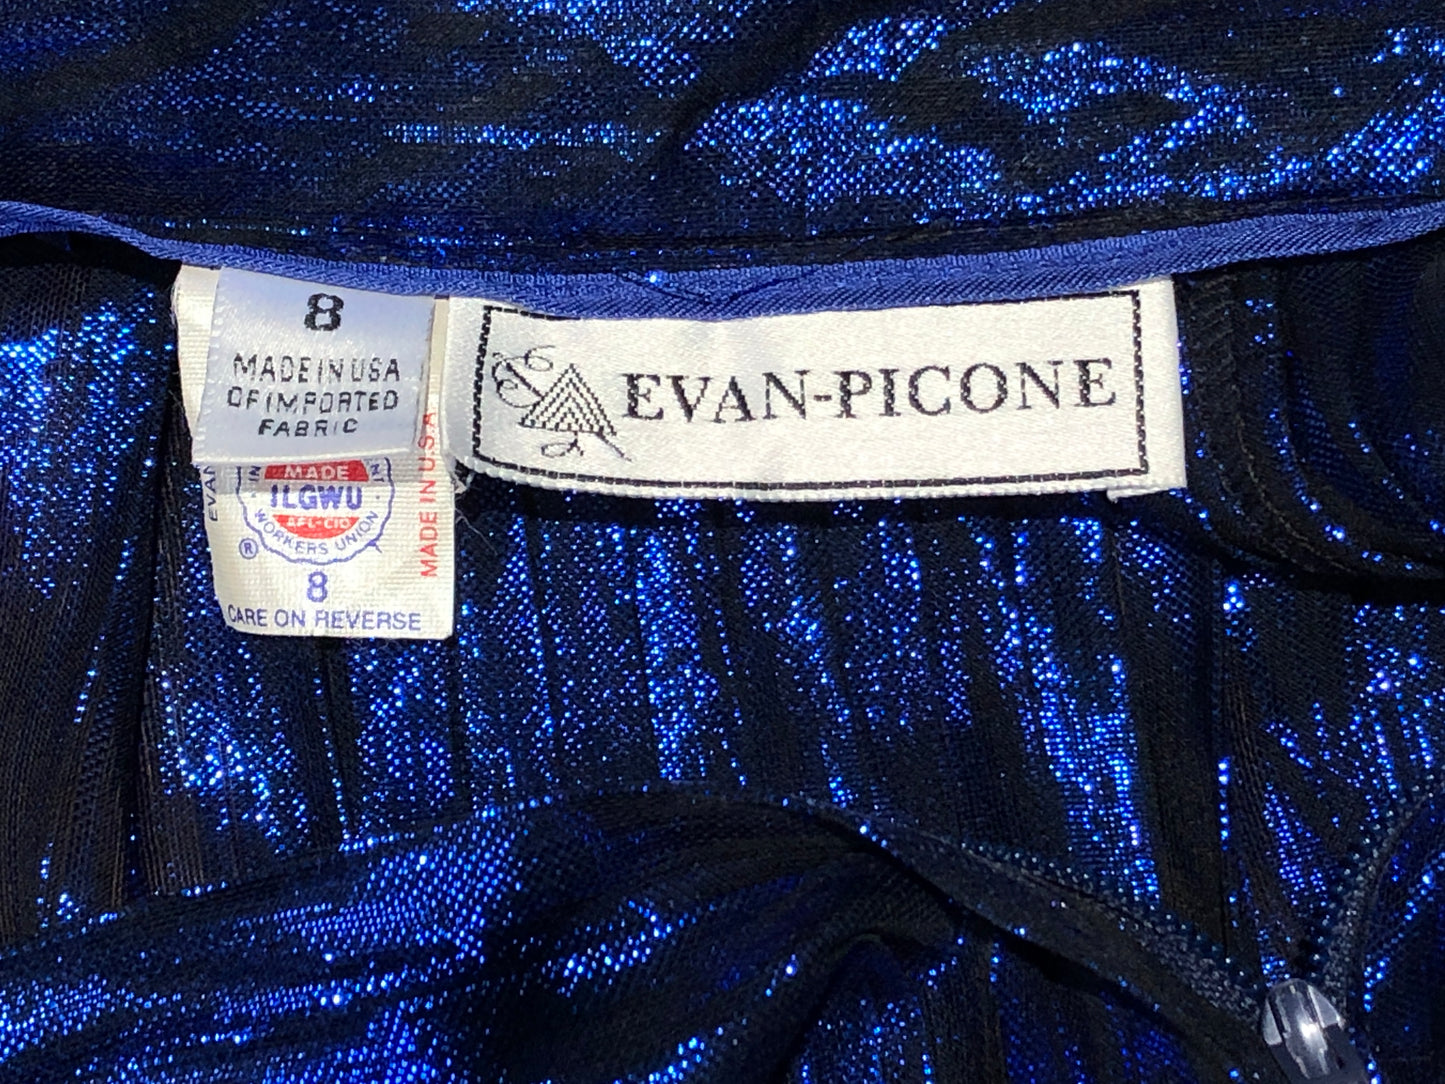 8
MADE IN USA
OF IMPORTED
FABRIC
EVAN-PICONE
MADE
ILGWU
AFL-CIO
WORKERS UNION
®
8
CARE ON REVERSE
MADE IN U.S.A